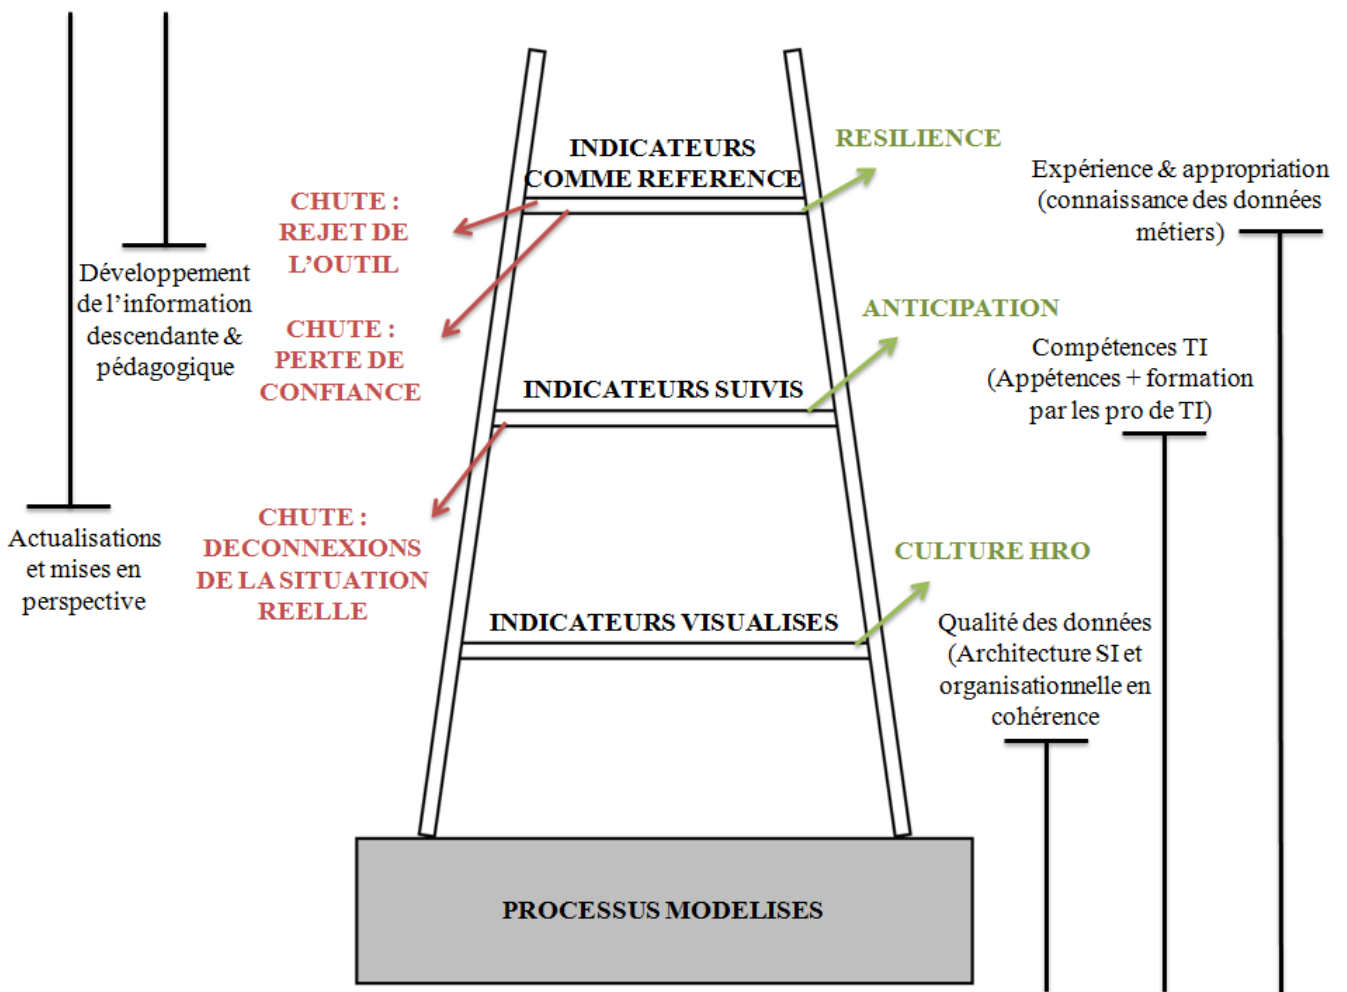 INDICATEURS
COMME REFERENCE
RESILIENCE
Expérience & appropriation
(connaissance des données
métiers)
CHUTE :
REJET DE
L’OUTIL
Développement
de l’information
descendante &
pédagogique
CHUTE :
PERTE DE
CONFIANCE
ANTICIPATION
INDICATEURS SUIVIS
Compétences TI
(Appétences + formation
par les pro de TI)
Actualisations
et mises en
perspective
CHUTE :
DECONNEXIONS
DE LA SITUATION
REELLE
CULTURE HRO
INDICATEURS VISUALISES
Qualité des données
(Architecture SI et
organisationnelle en
cohérence
PROCESSUS MODELISES